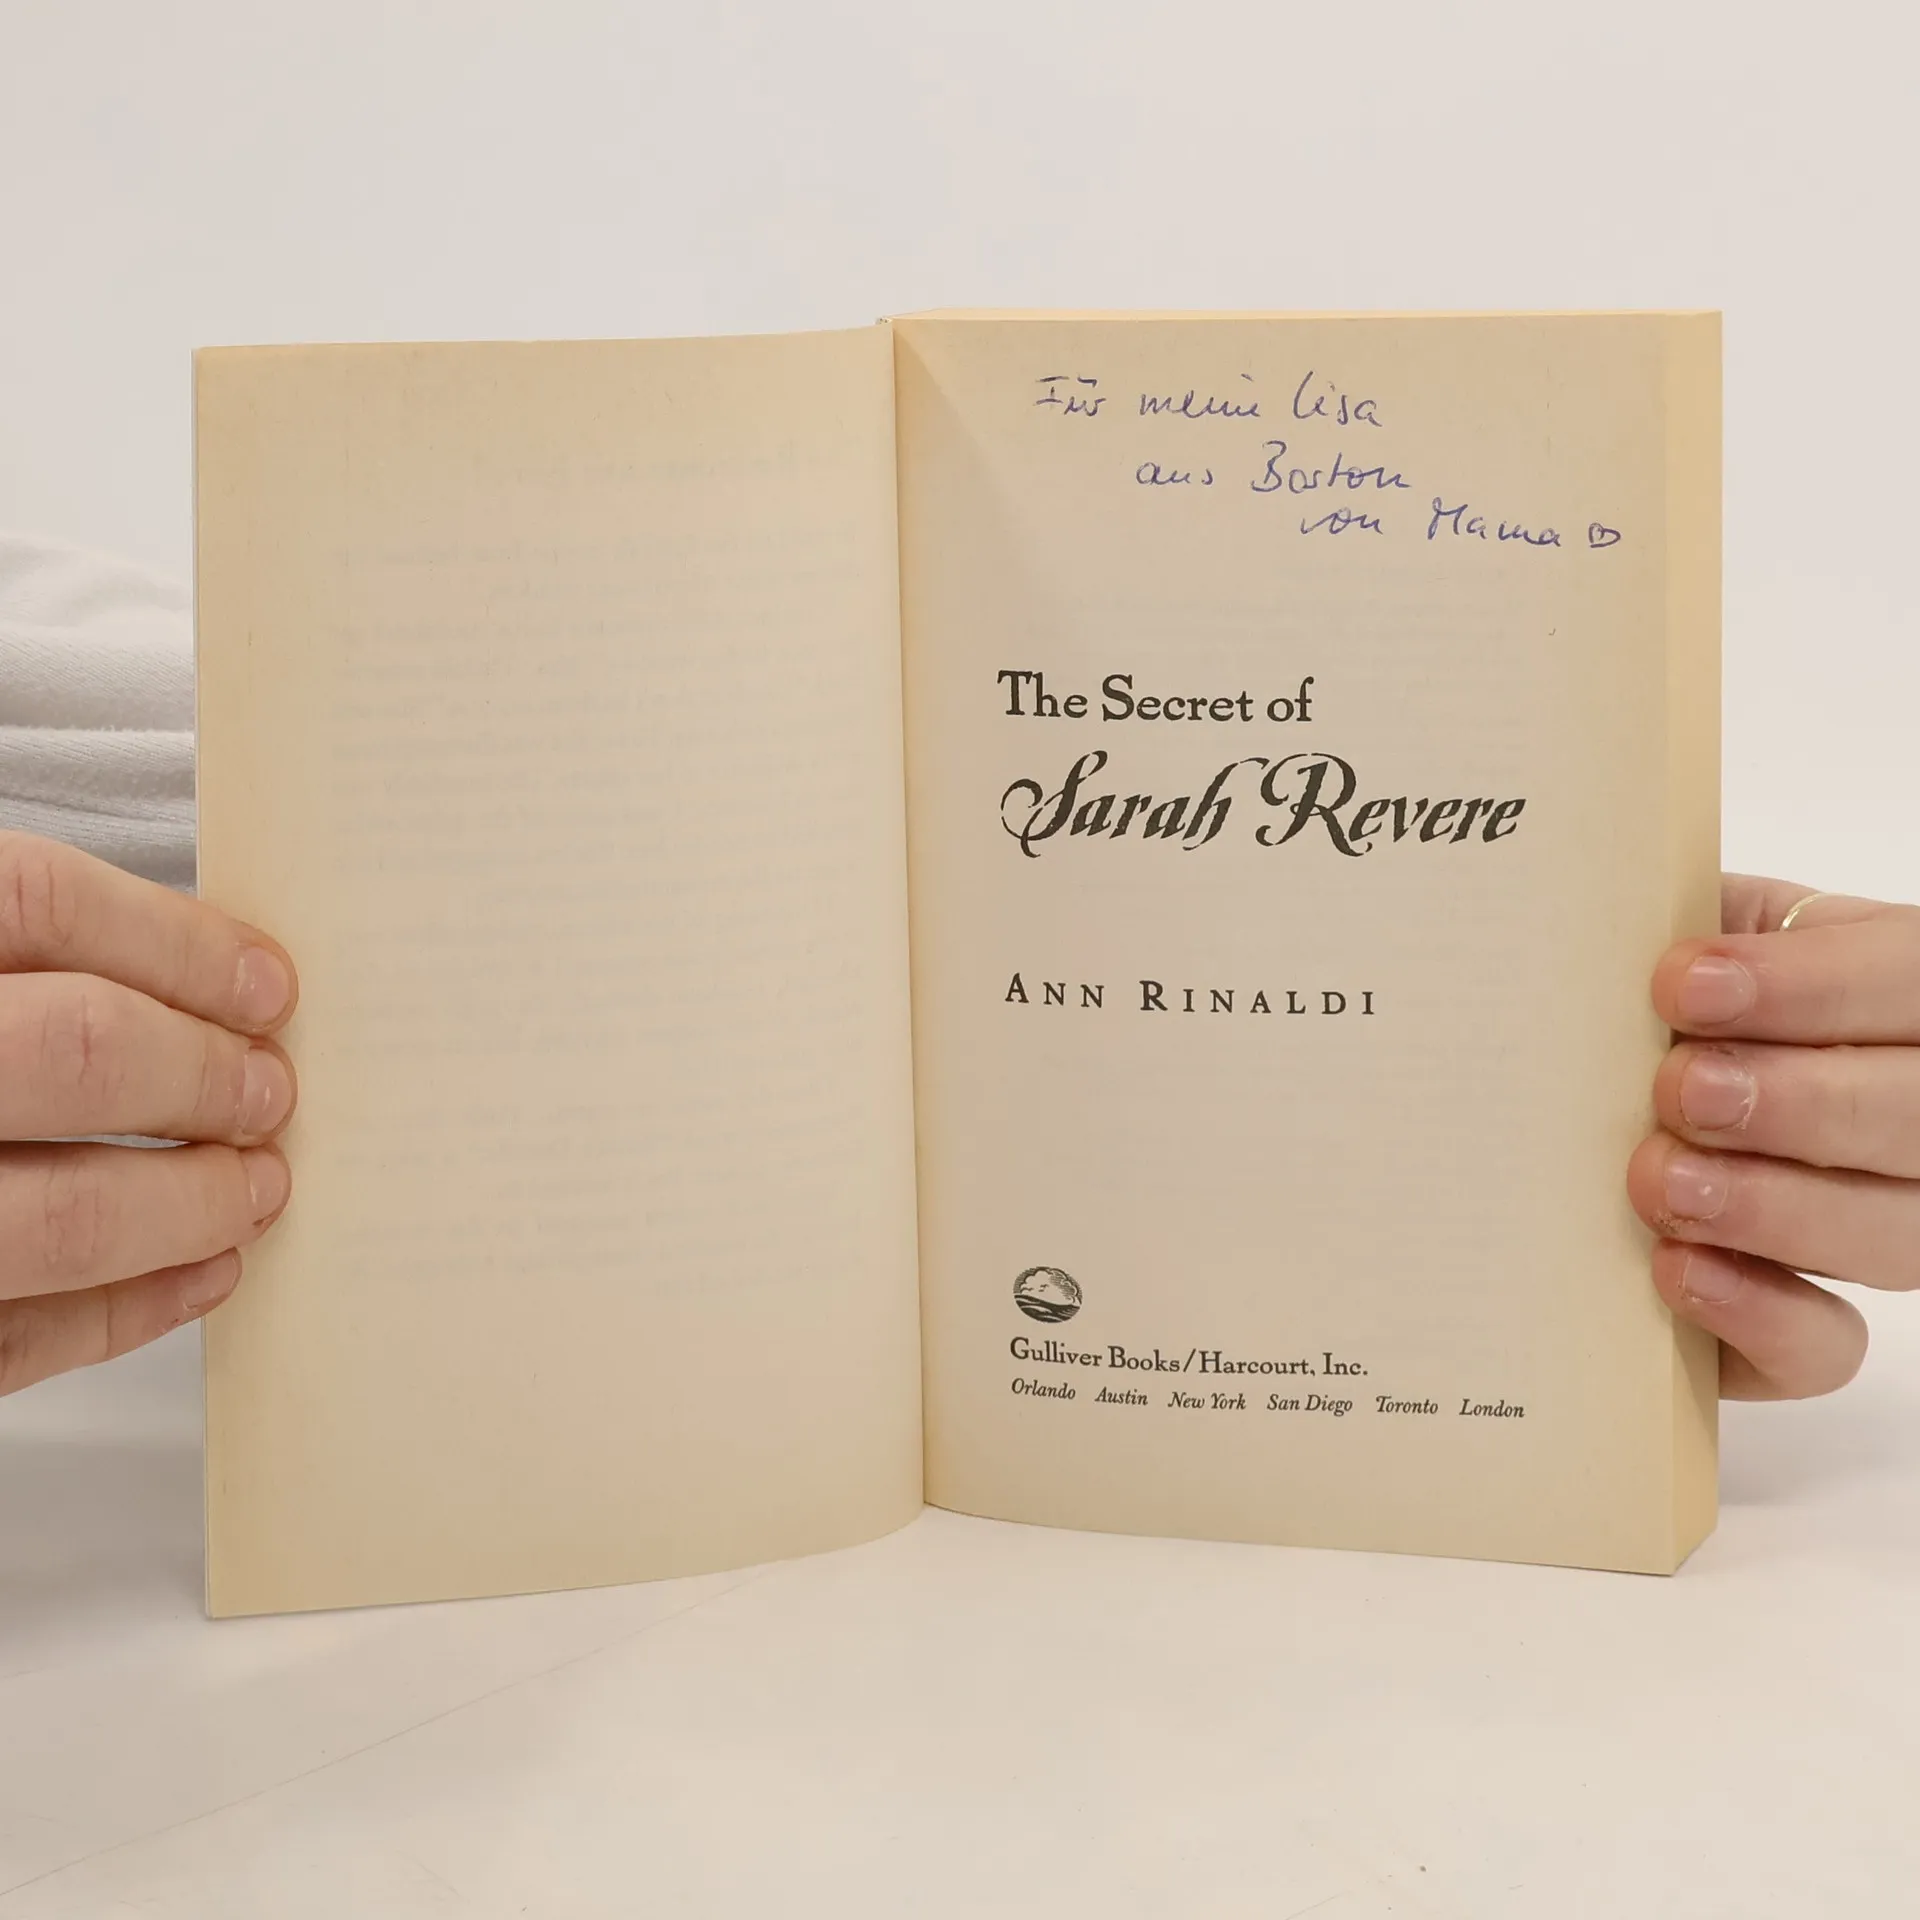 Für meine Lisa
aus Boston
von Mama ♡
The Secret of
Sarah Revere
ANN RINALDI
Gulliver Books/Harcourt, Inc.
Orlando Austin New York San Diego Toronto London